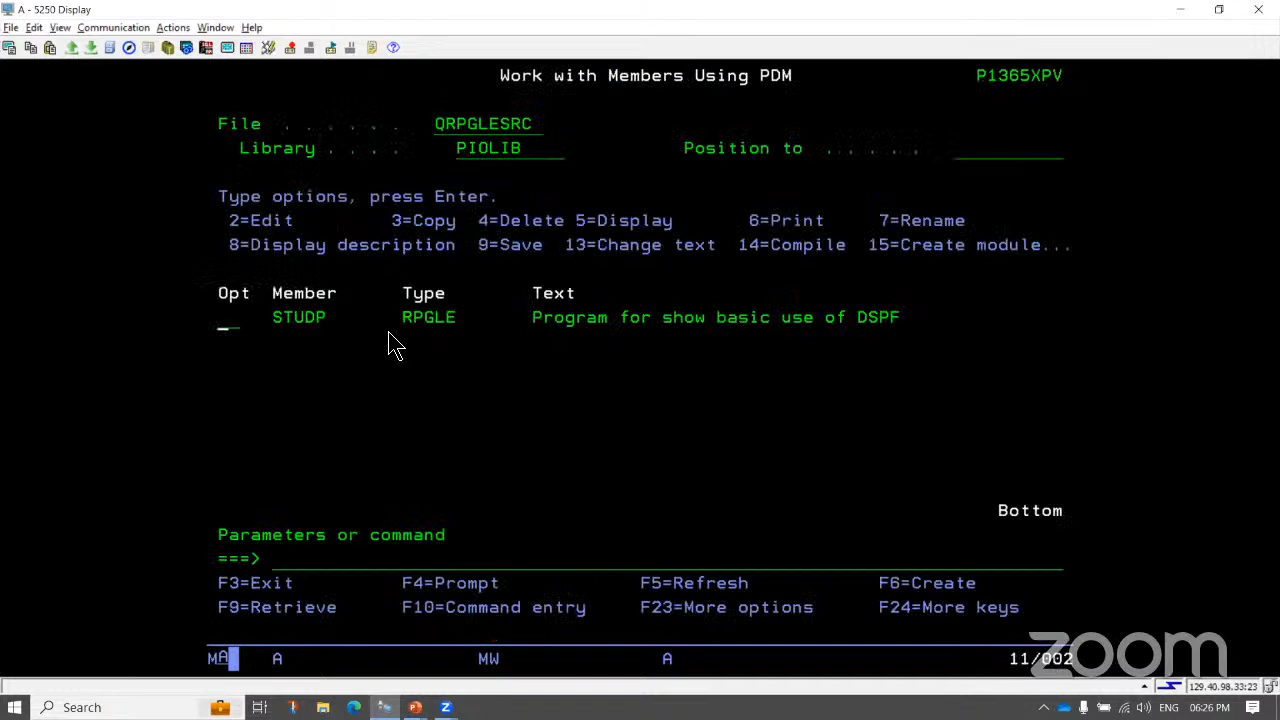 A - 5250 Display
File Edit View Communication Actions Window Help
Work with Members Using PDM P1365XPV
File . . . . . . QRPGLESRC
Library . . . . PIOLIB Position to . . . . . .
Type options, press Enter.
2=Edit 3=Copy 4=Delete 5=Display 6=Print 7=Rename
8=Display description 9=Save 13=Change text 14=Compile 15=Create module...
Opt Member Type Text
STUDP RPGLE Program for show basic use of DSPF
Bottom
Parameters or command
===>
F3=Exit F4=Prompt F5=Refresh F6=Create
F9=Retrieve F10=Command entry F23=More options F24=More keys
MA A MW A 11/002
zoom
129.40.98.33:23
Search 06:26 PM